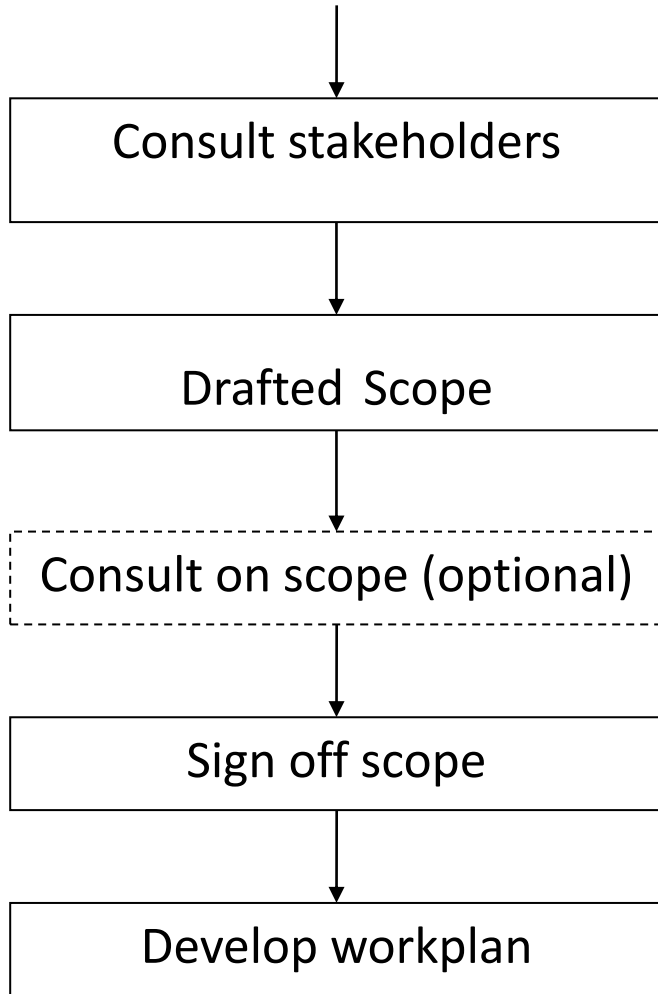 Consult stakeholders
Drafted Scope
Consult on scope (optional)
Sign off scope
Develop workplan